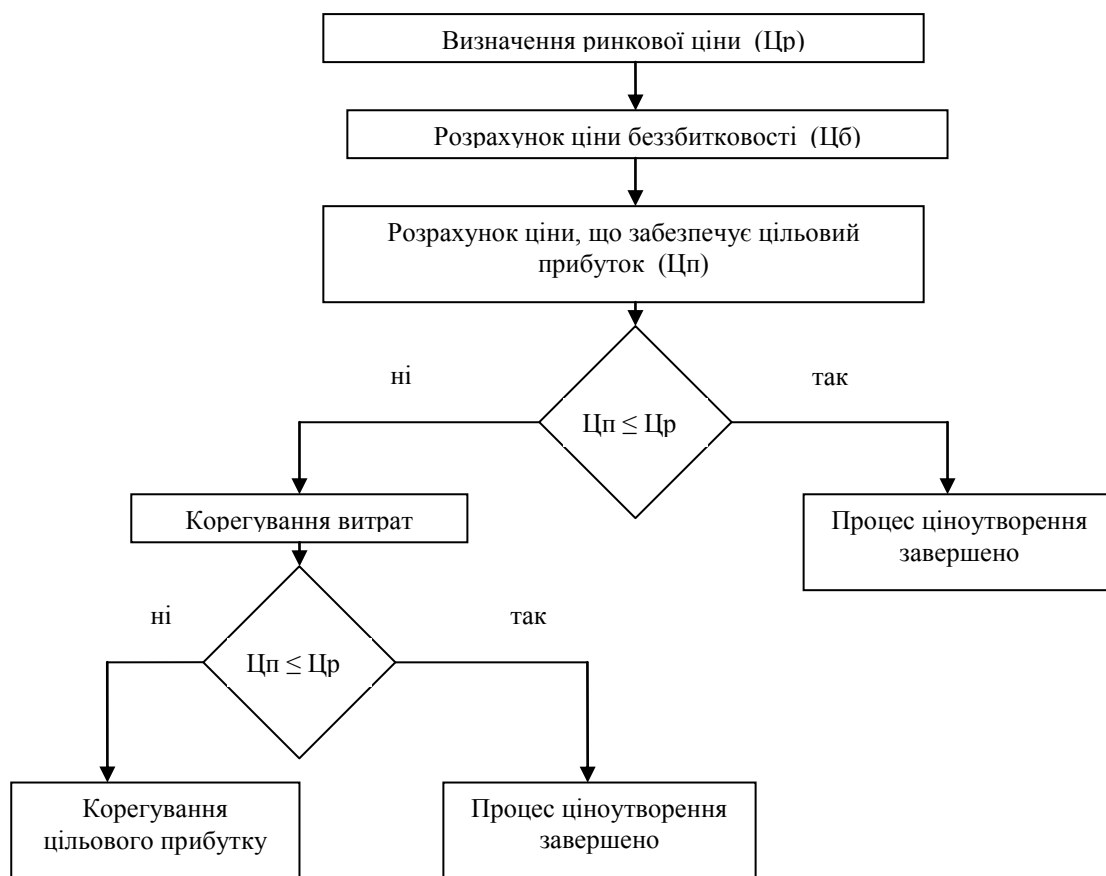 Визначення ринкової ціни (Цр)
Розрахунок ціни беззбитковості (Цб)
Розрахунок ціни, що забезпечує цільовий
прибуток (Цп)
ні
так
Цп ≤ Цр
Корегування витрат
Процес ціноутворення
завершено
ні
так
Цп ≤ Цр
Корегування
цільового прибутку
Процес ціноутворення
завершено